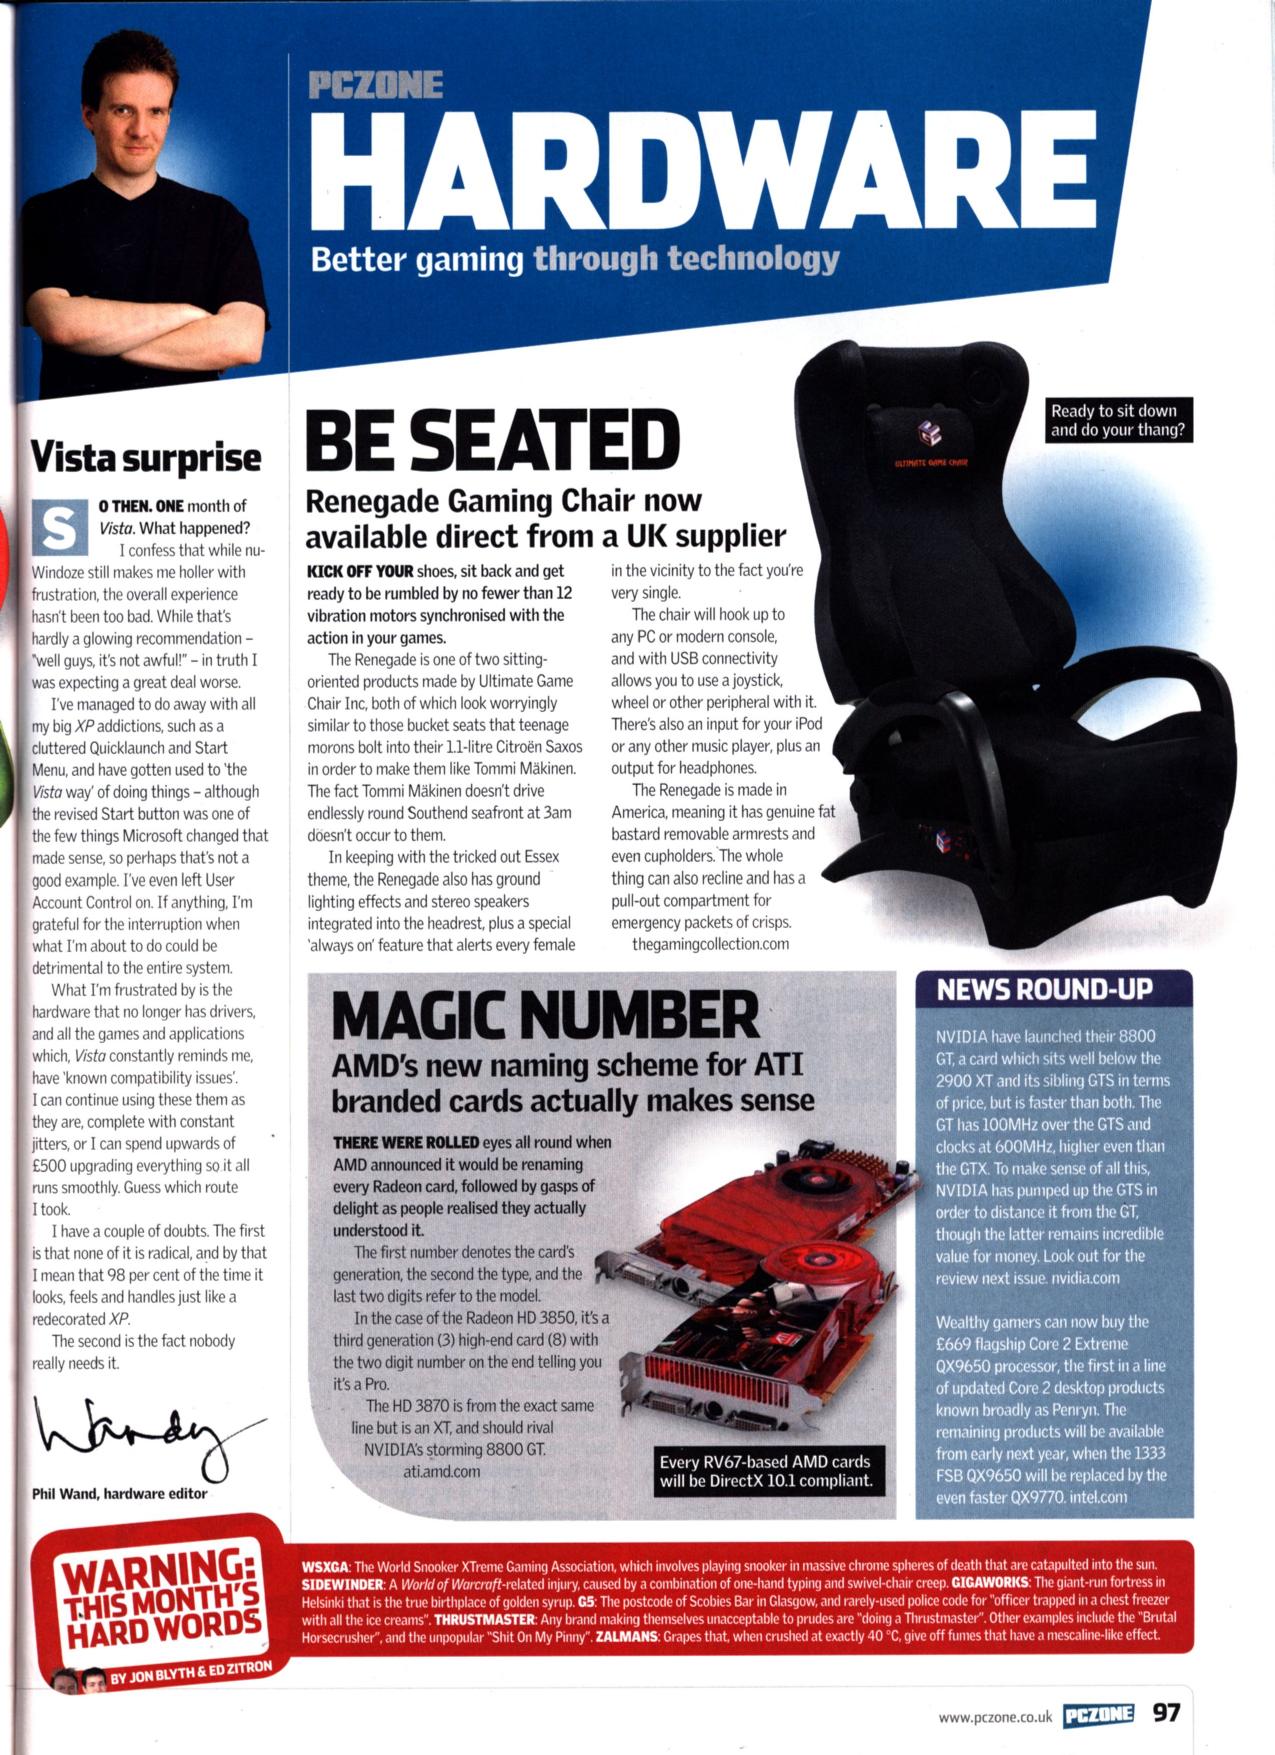 PCZONE
HARDWARE
Better gaming through technology
Vista surprise
SO THEN. ONE month of
Vista. What happened?
I confess that while nu-
Windoze still makes me holler with
frustration, the overall experience
hasn't been too bad. While that's
hardly a glowing recommendation –
"well guys, it's not awful!" – in truth I
was expecting a great deal worse.
I've managed to do away with all
my big XP addictions, such as a
cluttered Quicklaunch and Start
Menu, and have gotten used to 'the
Vista way' of doing things – although
the revised Start button was one of
the few things Microsoft changed that
made sense, so perhaps that's not a
good example. I've even left User
Account Control on. If anything, I'm
grateful for the interruption when
what I'm about to do could be
detrimental to the entire system.
What I'm frustrated by is the
hardware that no longer has drivers,
and all the games and applications
which, Vista constantly reminds me,
have 'known compatibility issues'.
I can continue using these them as
they are, complete with constant
jitters, or I can spend upwards of
£500 upgrading everything so it all
runs smoothly. Guess which route
I took.
I have a couple of doubts. The first
is that none of it is radical, and by that
I mean that 98 per cent of the time it
looks, feels and handles just like a
redecorated XP.
The second is the fact nobody
really needs it.
Wandy
Phil Wand, hardware editor
BE SEATED
Renegade Gaming Chair now
available direct from a UK supplier
KICK OFF YOUR shoes, sit back and get
ready to be rumbled by no fewer than 12
vibration motors synchronised with the
action in your games.
The Renegade is one of two sitting-
oriented products made by Ultimate Game
Chair Inc, both of which look worryingly
similar to those bucket seats that teenage
morons bolt into their 1.1-litre Citroën Saxos
in order to make them like Tommi Mäkinen.
The fact Tommi Mäkinen doesn't drive
endlessly round Southend seafront at 3am
doesn't occur to them.
In keeping with the tricked out Essex
theme, the Renegade also has ground
lighting effects and stereo speakers
integrated into the headrest, plus a special
'always on' feature that alerts every female
in the vicinity to the fact you're
very single.
The chair will hook up to
any PC or modern console,
and with USB connectivity
allows you to use a joystick,
wheel or other peripheral with it.
There's also an input for your iPod
or any other music player, plus an
output for headphones.
The Renegade is made in
America, meaning it has genuine fat
bastard removable armrests and
even cupholders. The whole
thing can also recline and has a
pull-out compartment for
emergency packets of crisps.
thegamingcollection.com
ULTIMATE GAME CHAIR
Ready to sit down
and do your thang?
MAGIC NUMBER
AMD's new naming scheme for ATI
branded cards actually makes sense
THERE WERE ROLLED eyes all round when
AMD announced it would be renaming
every Radeon card, followed by gasps of
delight as people realised they actually
understood it.
The first number denotes the card's
generation, the second the type, and the
last two digits refer to the model.
In the case of the Radeon HD 3850, it's a
third generation (3) high-end card (8) with
the two digit number on the end telling you
it's a Pro.
The HD 3870 is from the exact same
line but is an XT, and should rival
NVIDIA's storming 8800 GT.
ati.amd.com
Every RV67-based AMD cards
will be DirectX 10.1 compliant.
NEWS ROUND-UP
NVIDIA have launched their 8800
GT, a card which sits well below the
2900 XT and its sibling GTS in terms
of price, but is faster than both. The
GT has 100MHz over the GTS and
clocks at 600MHz, higher even than
the GTX. To make sense of all this,
NVIDIA has pumped up the GTS in
order to distance it from the GT,
though the latter remains incredible
value for money. Look out for the
review next issue. nvidia.com
Wealthy gamers can now buy the
£669 flagship Core 2 Extreme
QX9650 processor, the first in a line
of updated Core 2 desktop products
known broadly as Penryn. The
remaining products will be available
from early next year, when the 1333
FSB QX9650 will be replaced by the
even faster QX9770. intel.com
WARNING:
THIS MONTH'S
HARD WORDS
BY JON BLYTH & ED ZITRON
WSXGA: The World Snooker XTreme Gaming Association, which involves playing snooker in massive chrome spheres of death that are catapulted into the sun.
SIDEWINDER: A World of Warcraft-related injury, caused by a combination of one-hand typing and swivel-chair creep. GIGAWORKS: The giant-run fortress in
Helsinki that is the true birthplace of golden syrup. G5: The postcode of Scobies Bar in Glasgow, and rarely-used police code for "officer trapped in a chest freezer
with all the ice creams". THRUSTMASTER: Any brand making themselves unacceptable to prudes are "doing a Thrustmaster". Other examples include the "Brutal
Horsecrusher", and the unpopular "Shit On My Pinny". ZALMANS: Grapes that, when crushed at exactly 40 °C, give off fumes that have a mescaline-like effect.
www.pczone.co.uk PCZONE 97